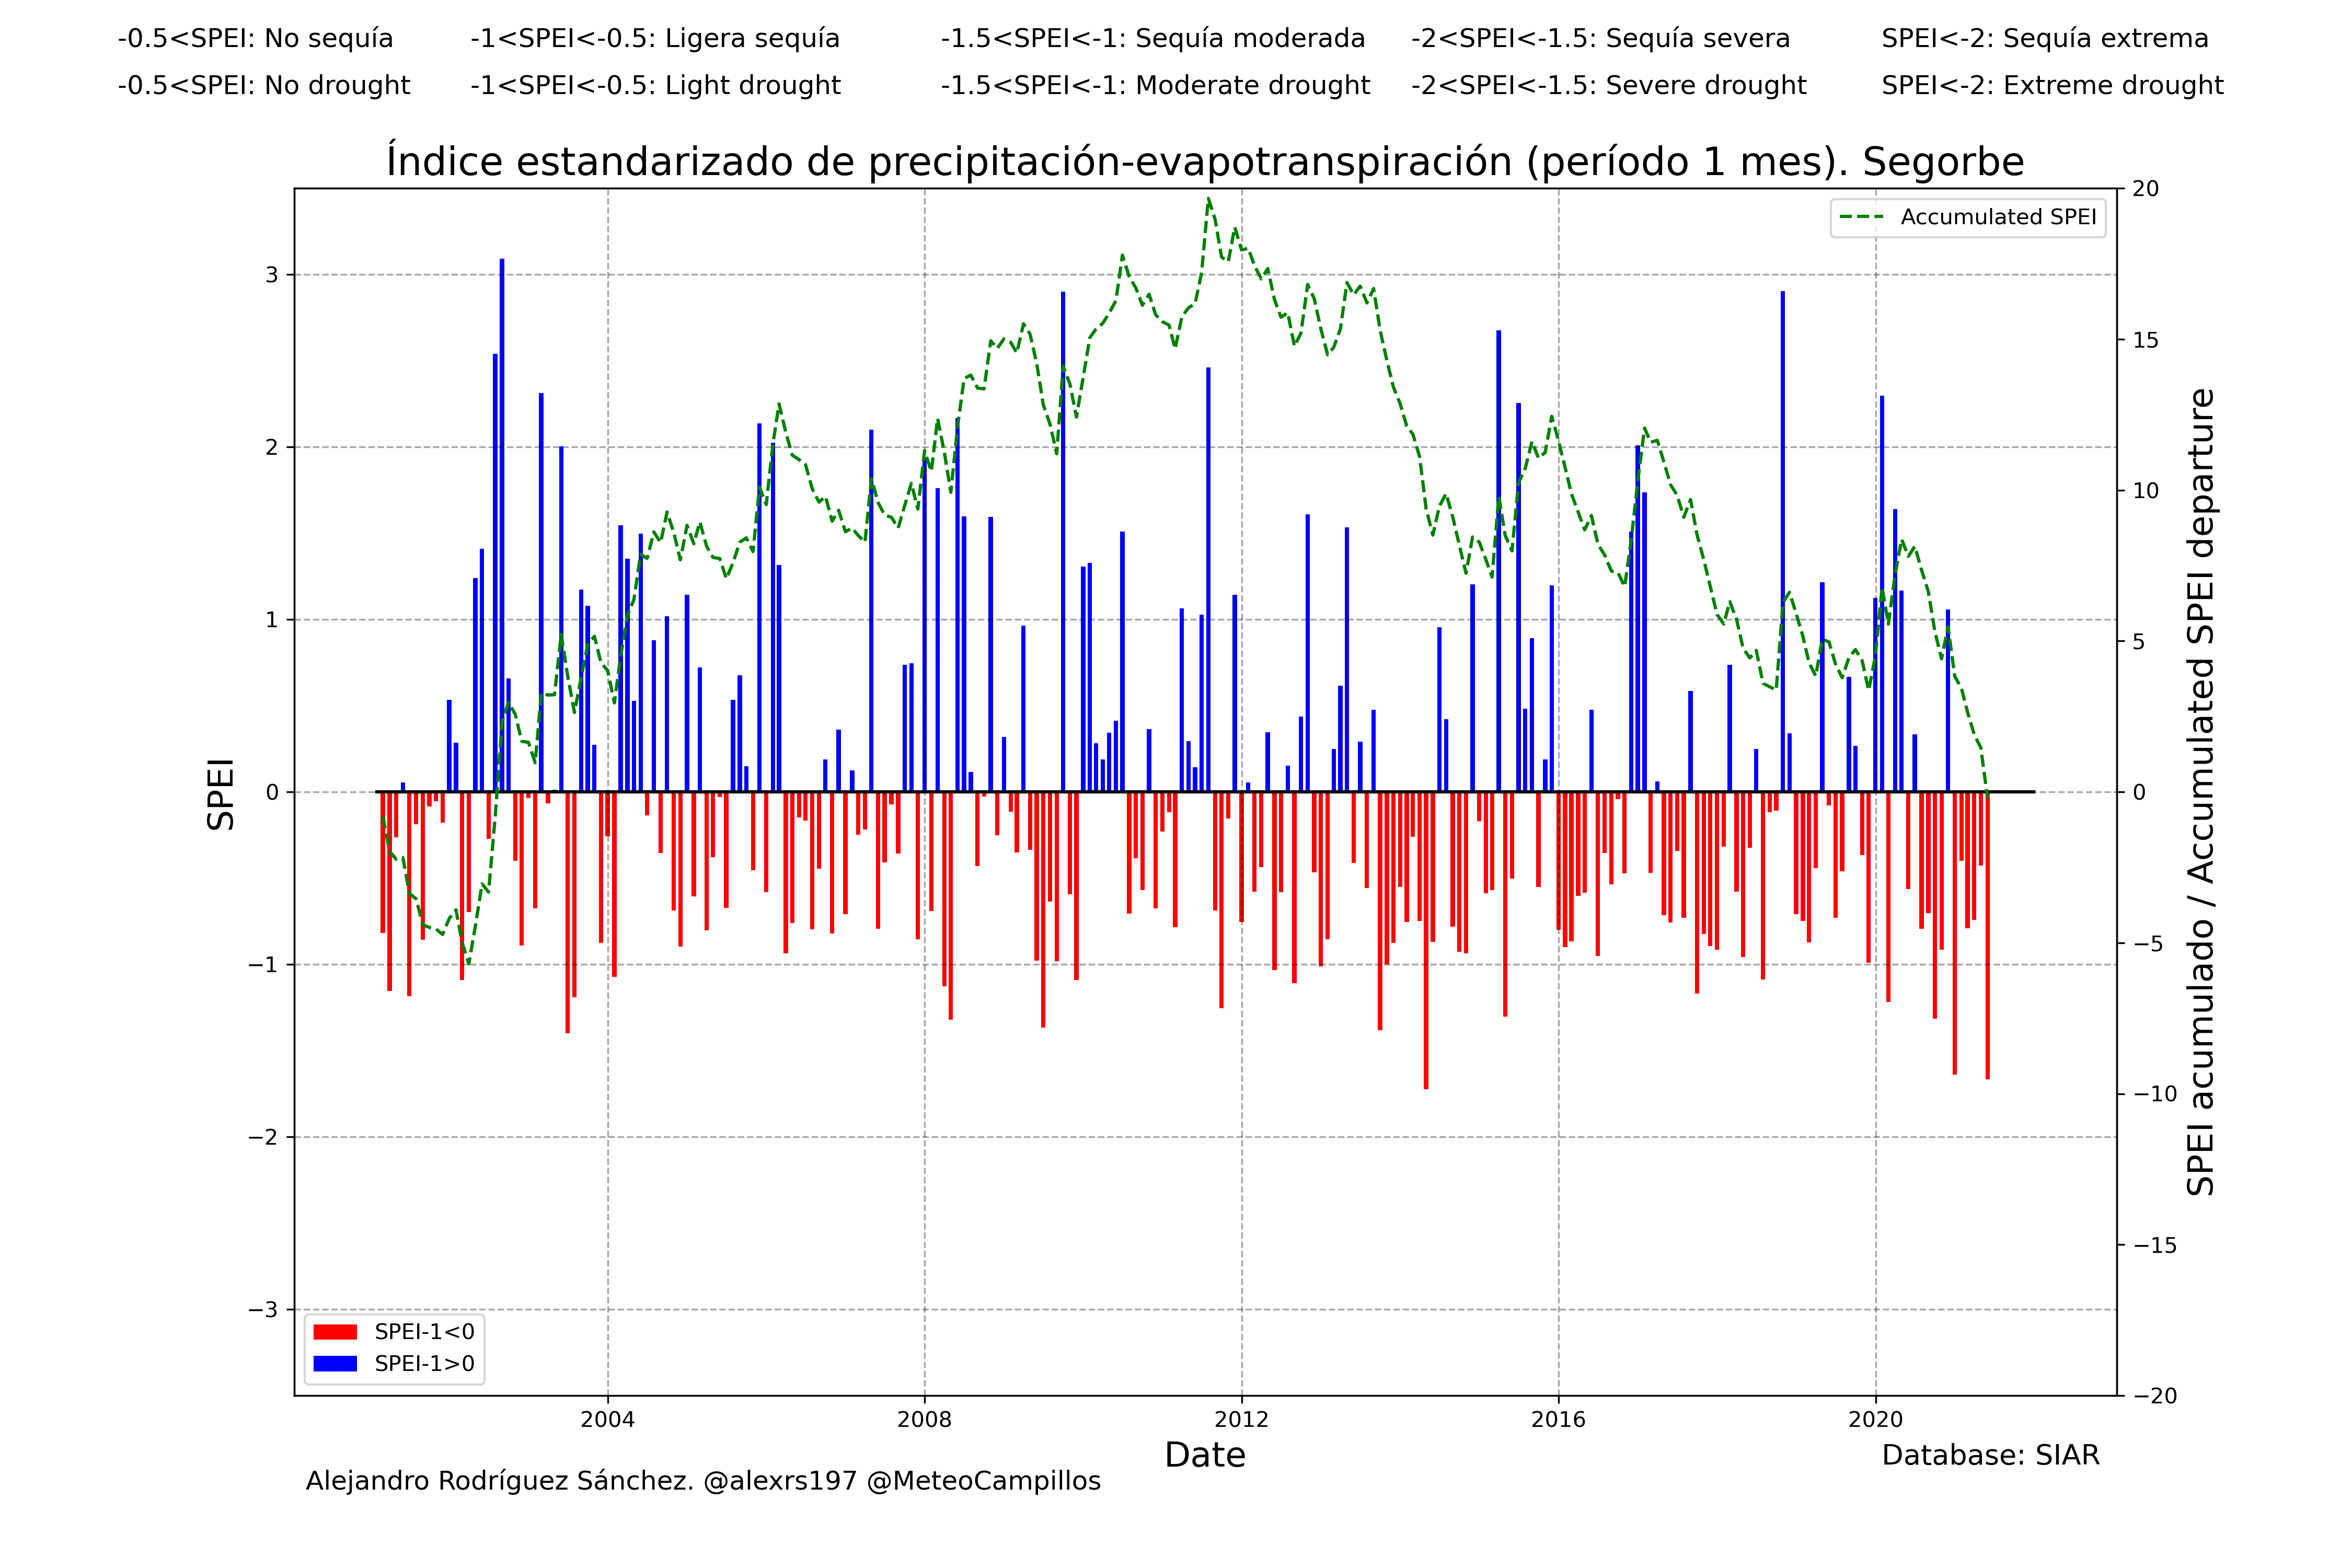 -0.5<SPEI: No sequía -1<SPEI<-0.5: Ligera sequía -1.5<SPEI<-1: Sequía moderada -2<SPEI<-1.5: Sequía severa SPEI<-2: Sequía extrema
-0.5<SPEI: No drought -1<SPEI<-0.5: Light drought -1.5<SPEI<-1: Moderate drought -2<SPEI<-1.5: Severe drought SPEI<-2: Extreme drought
Índice estandarizado de precipitación-evapotranspiración (período 1 mes). Segorbe
Accumulated SPEI
SPEI
3
2
1
0
−1
−2
−3
20
15
10
5
0
−5
−10
−15
−20
SPEI acumulado / Accumulated SPEI departure
SPEI-1<0
SPEI-1>0
2004 2008 2012 2016 2020
Date
Database: SIAR
Alejandro Rodríguez Sánchez. @alexrs197 @MeteoCampillos